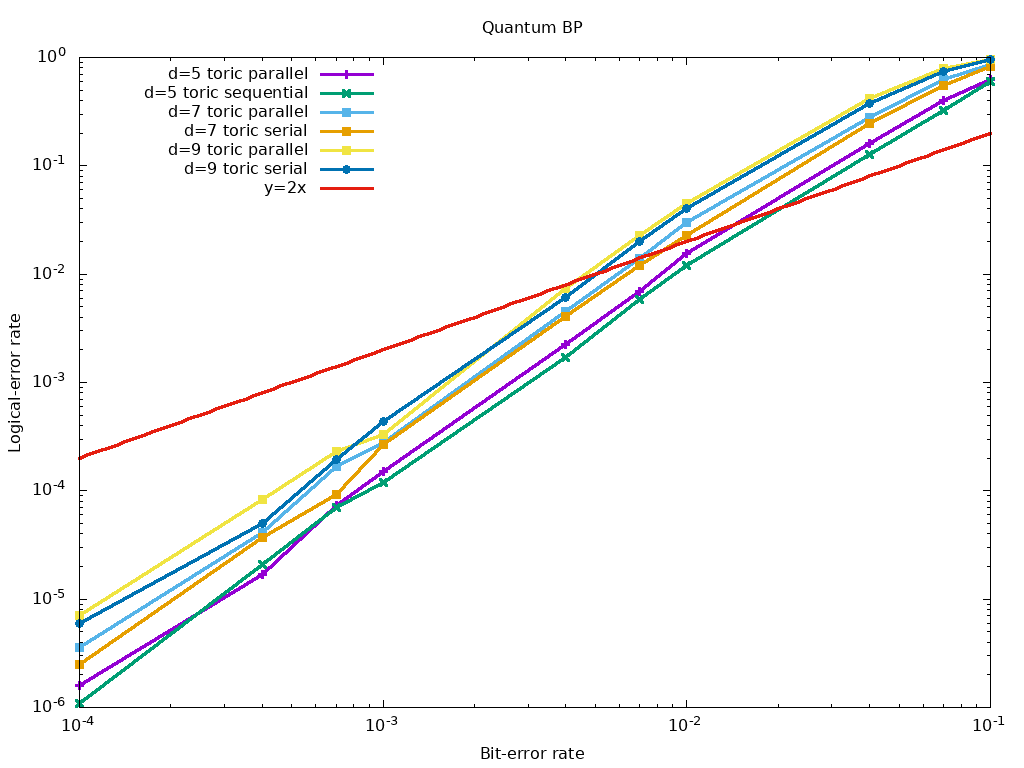 Quantum BP
d=5 toric parallel
d=5 toric sequential
d=7 toric parallel
d=7 toric serial
d=9 toric parallel
d=9 toric serial
y=2x
10^0
10^-1
10^-2
10^-3
10^-4
10^-5
10^-6
Logical-error rate
10^-4 10^-3 10^-2 10^-1
Bit-error rate